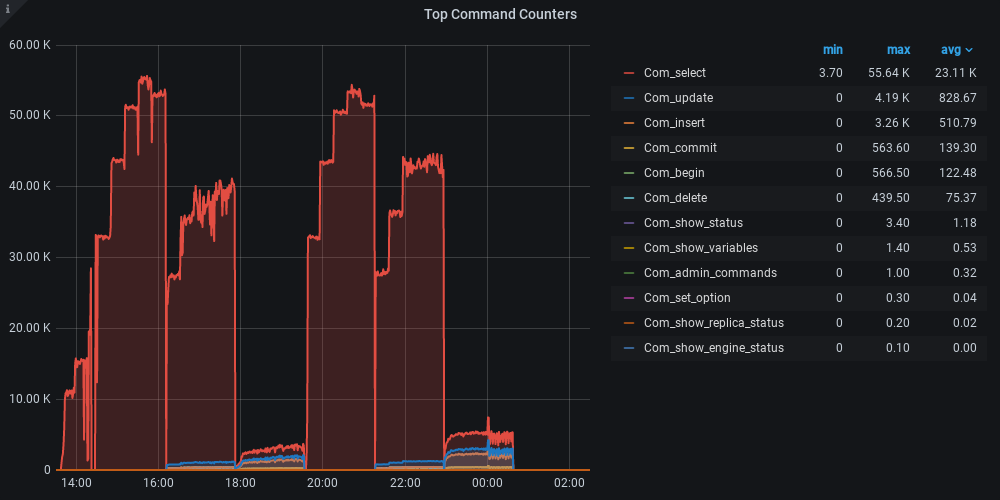 i
Top Command Counters
60.00 K
50.00 K
40.00 K
30.00 K
20.00 K
10.00 K
0
14:00 16:00 18:00 20:00 22:00 00:00 02:00
min max avg
Com_select 3.70 55.64 K 23.11 K
Com_update 0 4.19 K 828.67
Com_insert 0 3.26 K 510.79
Com_commit 0 563.60 139.30
Com_begin 0 566.50 122.48
Com_delete 0 439.50 75.37
Com_show_status 0 3.40 1.18
Com_show_variables 0 1.40 0.53
Com_admin_commands 0 1.00 0.32
Com_set_option 0 0.30 0.04
Com_show_replica_status 0 0.20 0.02
Com_show_engine_status 0 0.10 0.00